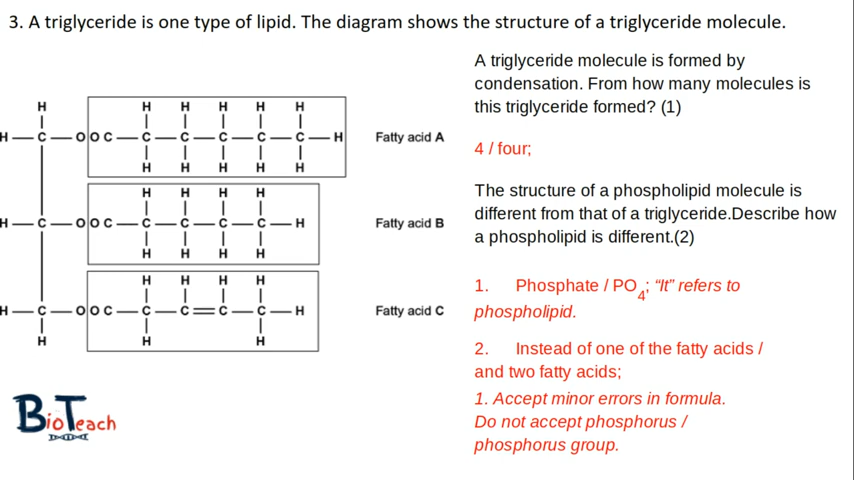 3. A triglyceride is one type of lipid. The diagram shows the structure of a triglyceride molecule.
H H H H H H
H — C — O O C — C — C — C — C — C — H Fatty acid A
H H H H H
H H H H
H — C — O O C — C — C — C — C — H Fatty acid B
H H H H
H H H H
H — C — O O C — C — C = C — C — H Fatty acid C
H H H
BioTeach
A triglyceride molecule is formed by
condensation. From how many molecules is
this triglyceride formed? (1)
4 / four;
The structure of a phospholipid molecule is
different from that of a triglyceride.Describe how
a phospholipid is different.(2)
1. Phosphate / PO4; “It” refers to
phospholipid.
2. Instead of one of the fatty acids /
and two fatty acids;
1. Accept minor errors in formula.
Do not accept phosphorus /
phosphorus group.